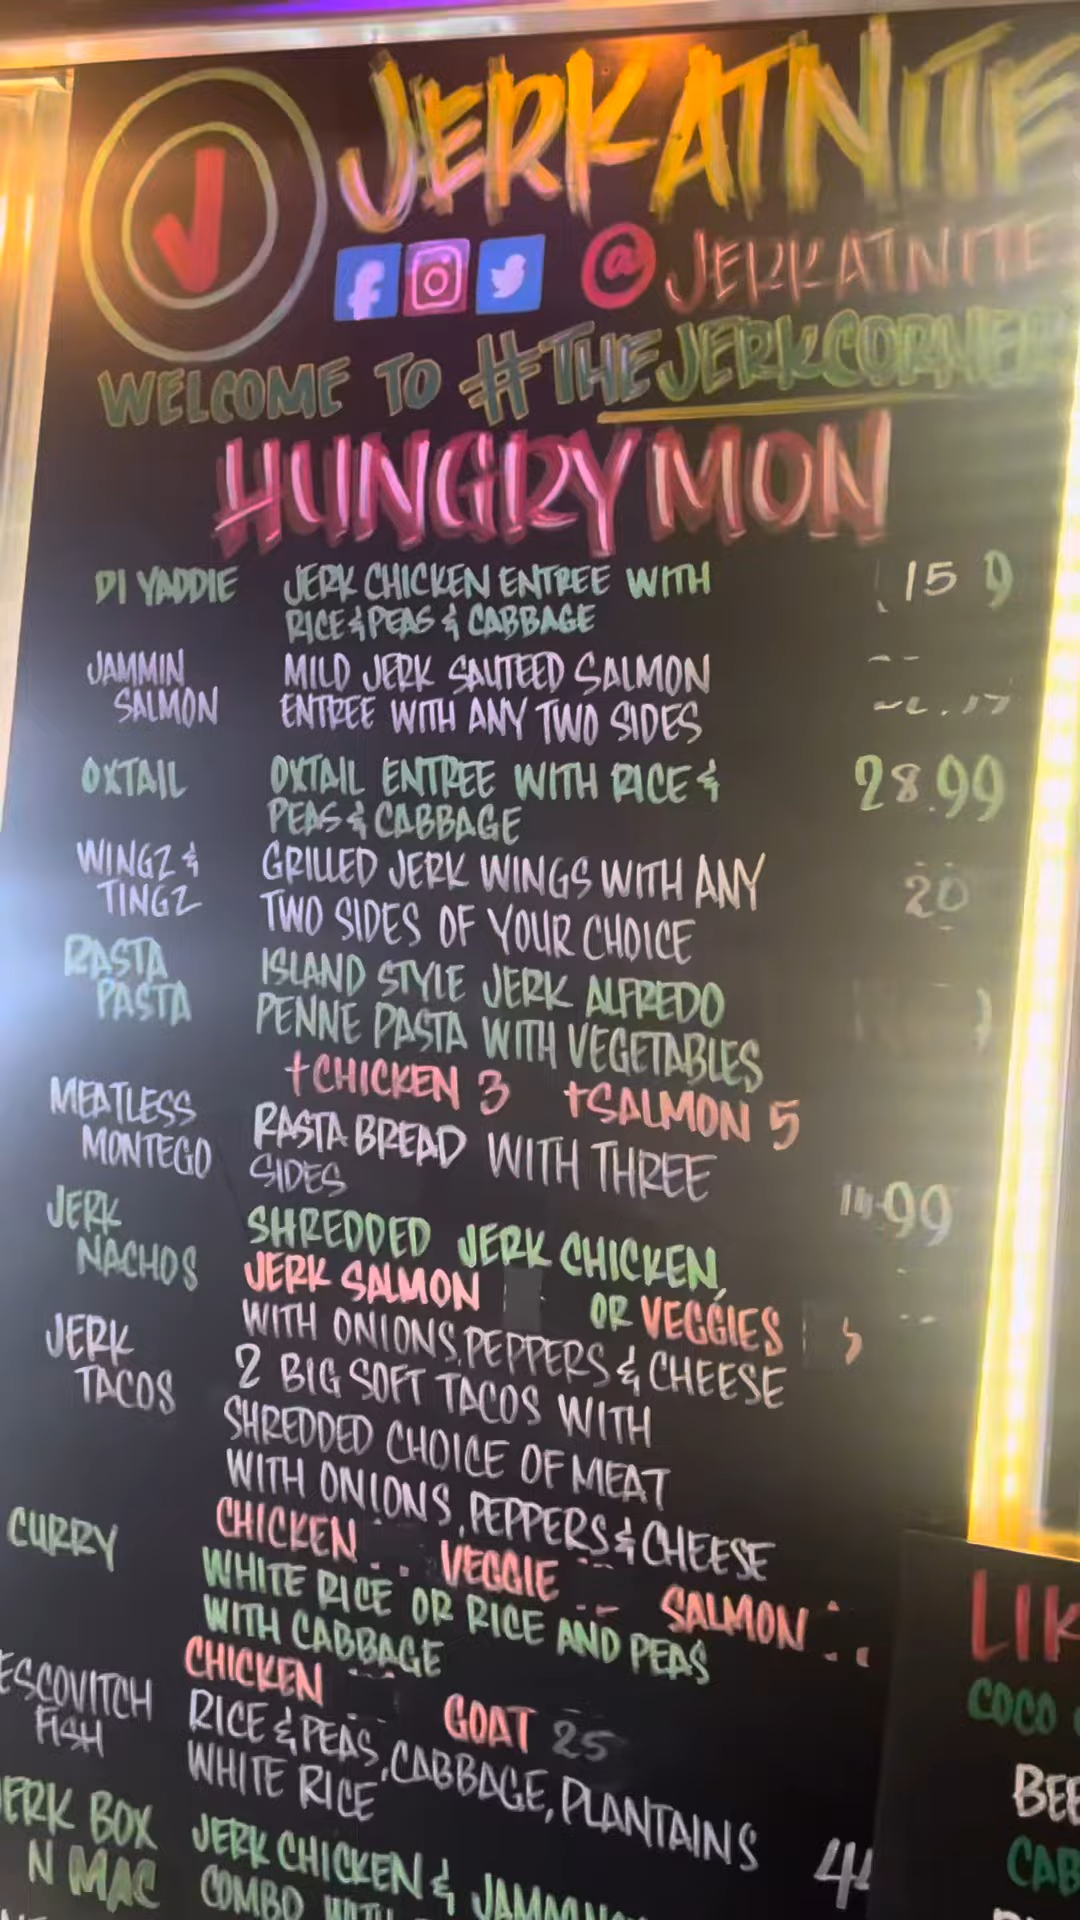 JERKATNITE
@JERKATNITE
WELCOME TO #THEJERKCORNER
HUNGRY MON
DI YADDIE JERK CHICKEN ENTREE WITH 15
RICE & PEAS & CABBAGE
JAMMIN MILD JERK SAUTEED SALMON
SALMON ENTREE WITH ANY TWO SIDES
OXTAIL OXTAIL ENTREE WITH RICE & 28.99
PEAS & CABBAGE
WINGZ & GRILLED JERK WINGS WITH ANY 20
TINGZ TWO SIDES OF YOUR CHOICE
RASTA ISLAND STYLE JERK ALFREDO
PASTA PENNE PASTA WITH VEGETABLES
+CHICKEN 3 +SALMON 5
MEATLESS RASTA BREAD WITH THREE
MONTEGO SIDES 99
JERK SHREDDED JERK CHICKEN,
NACHOS JERK SALMON OR VEGGIES
WITH ONIONS, PEPPERS & CHEESE
JERK 2 BIG SOFT TACOS WITH
TACOS SHREDDED CHOICE OF MEAT
WITH ONIONS, PEPPERS & CHEESE
CHICKEN VEGGIE SALMON
CURRY WHITE RICE OR RICE AND PEAS
WITH CABBAGE
CHICKEN GOAT 25
ESCOVITCH RICE & PEAS, CABBAGE, PLANTAINS
FISH WHITE RICE
JERK BOX JERK CHICKEN &
N MAC COMBO WITH
LIK
COCO
BEE
CAB